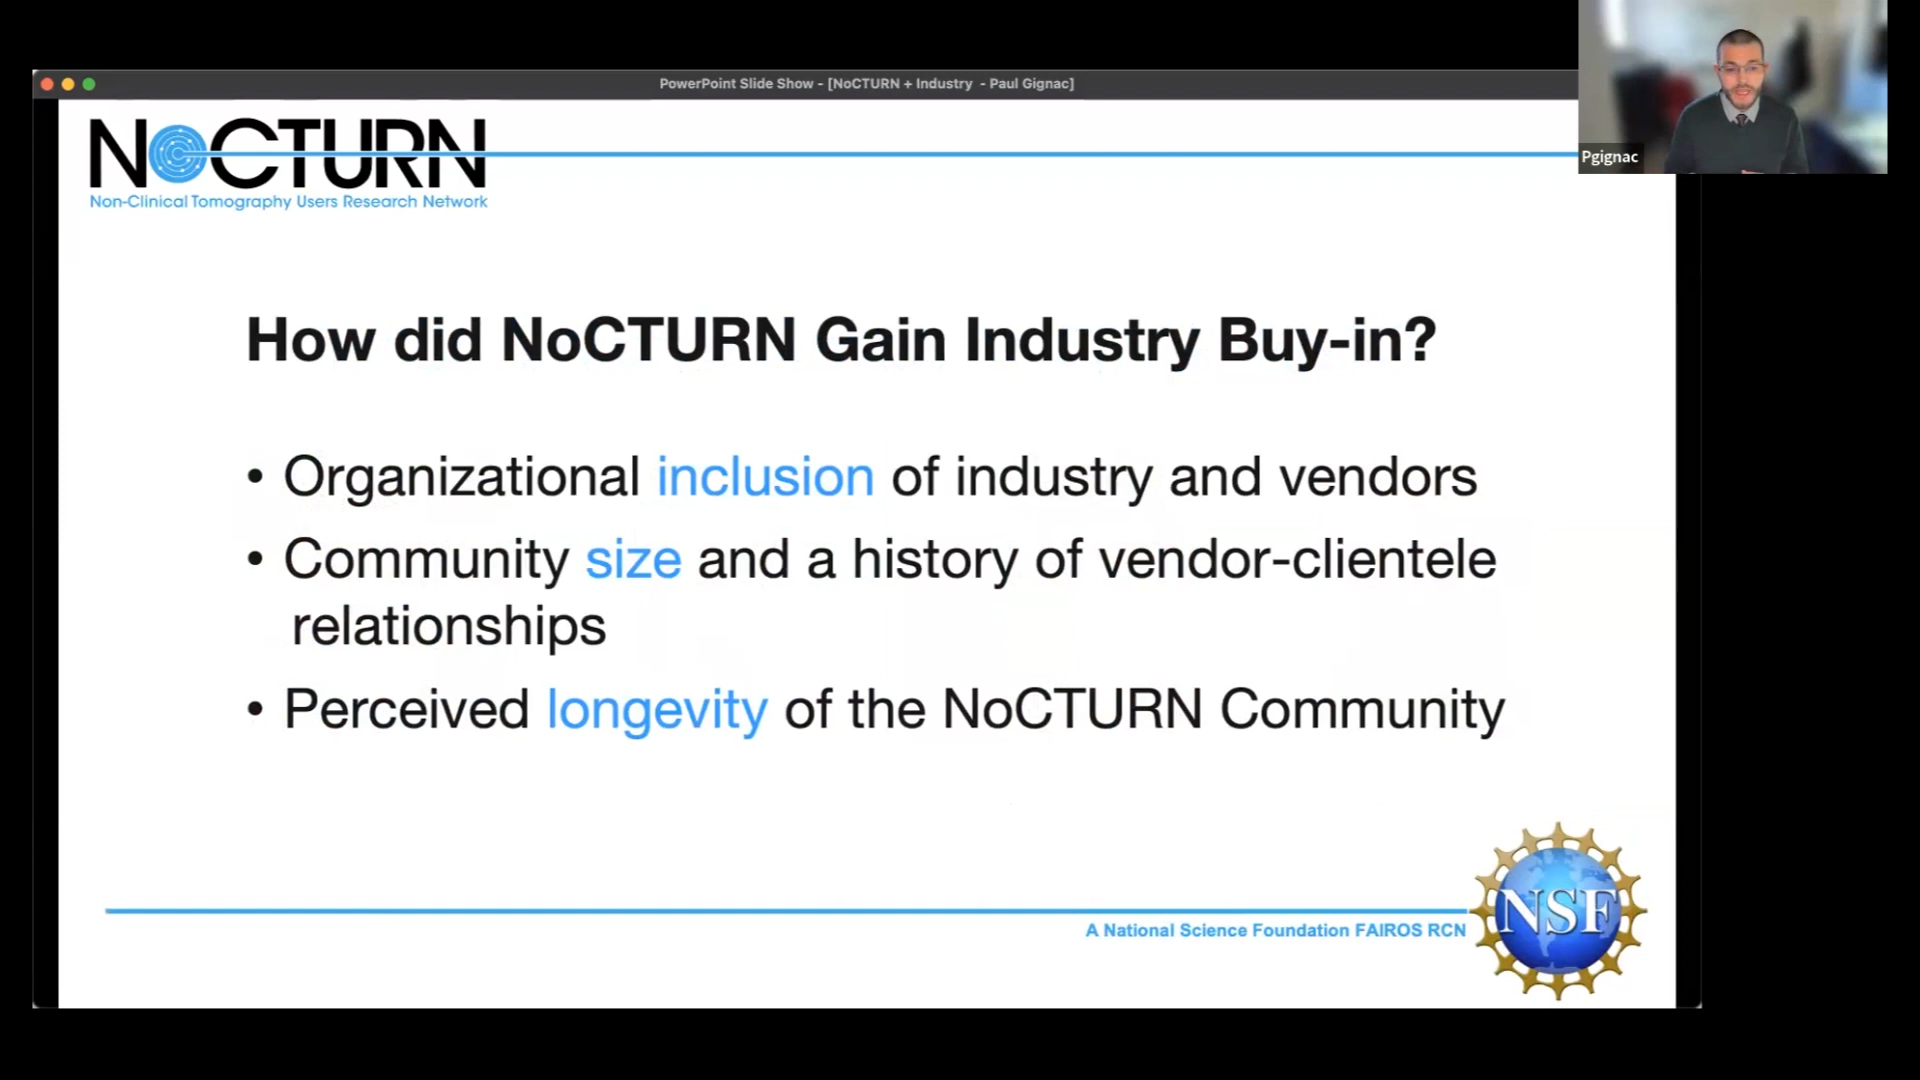 PowerPoint Slide Show - [NoCTURN + Industry - Paul Gignac]
Pgignac
NoCTURN
Non-Clinical Tomography Users Research Network
How did NoCTURN Gain Industry Buy-in?
• Organizational inclusion of industry and vendors
• Community size and a history of vendor-clientele
relationships
• Perceived longevity of the NoCTURN Community
A National Science Foundation FAIROS RCN
NSF